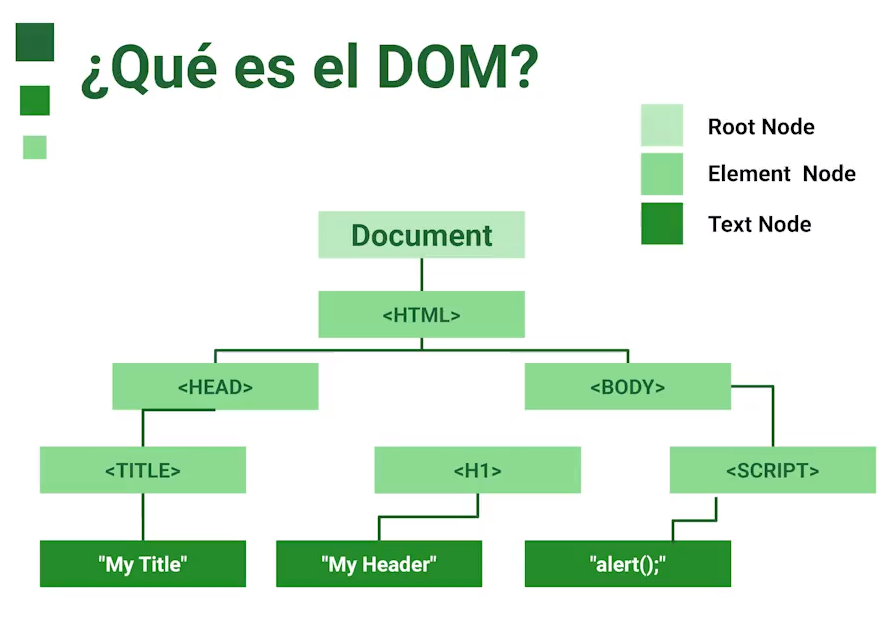 ¿Qué es el DOM?
Root Node
Element Node
Text Node
Document
<HTML>
<HEAD>
<BODY>
<TITLE>
<H1>
<SCRIPT>
"My Title"
"My Header"
"alert();"